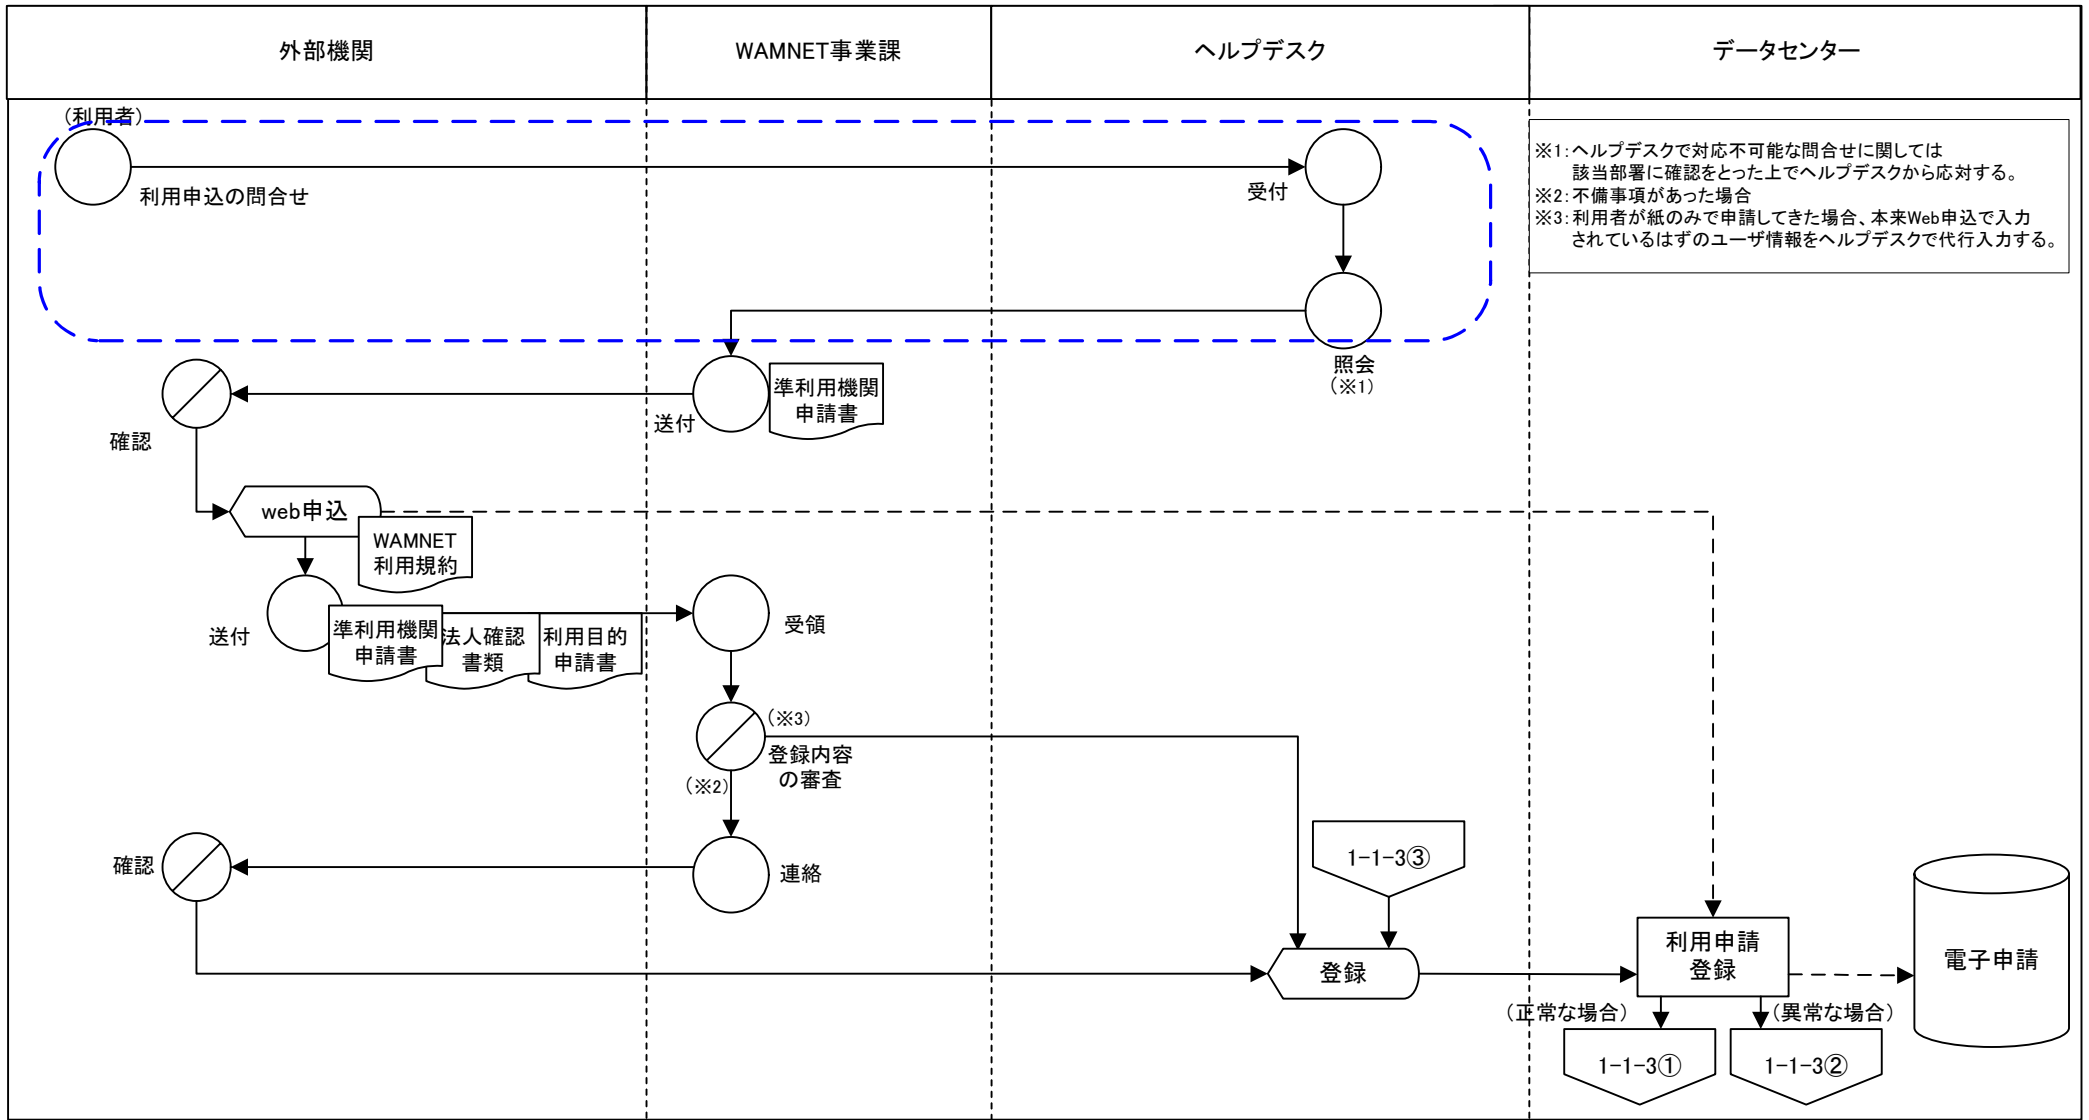 外部機関
WAMNET事業課
ヘルプデスク
データセンター
(利用者)
利用申込の問合せ
受付
※1:ヘルプデスクで対応不可能な問合せに関しては
該当部署に確認をとった上でヘルプデスクから応対する。
※2:不備事項があった場合
※3:利用者が紙のみで申請してきた場合、本来Web申込で入力
されているはずのユーザ情報をヘルプデスクで代行入力する。
照会
(※1)
準利用機関
申請書
送付
確認
web申込
WAMNET
利用規約
送付
準利用機関
申請書
法人確認
書類
利用目的
申請書
受領
(※3)
登録内容
の審査
(※2)
確認
連絡
1-1-3③
登録
利用申請
登録
電子申請
(正常な場合)
(異常な場合)
1-1-3①
1-1-3②